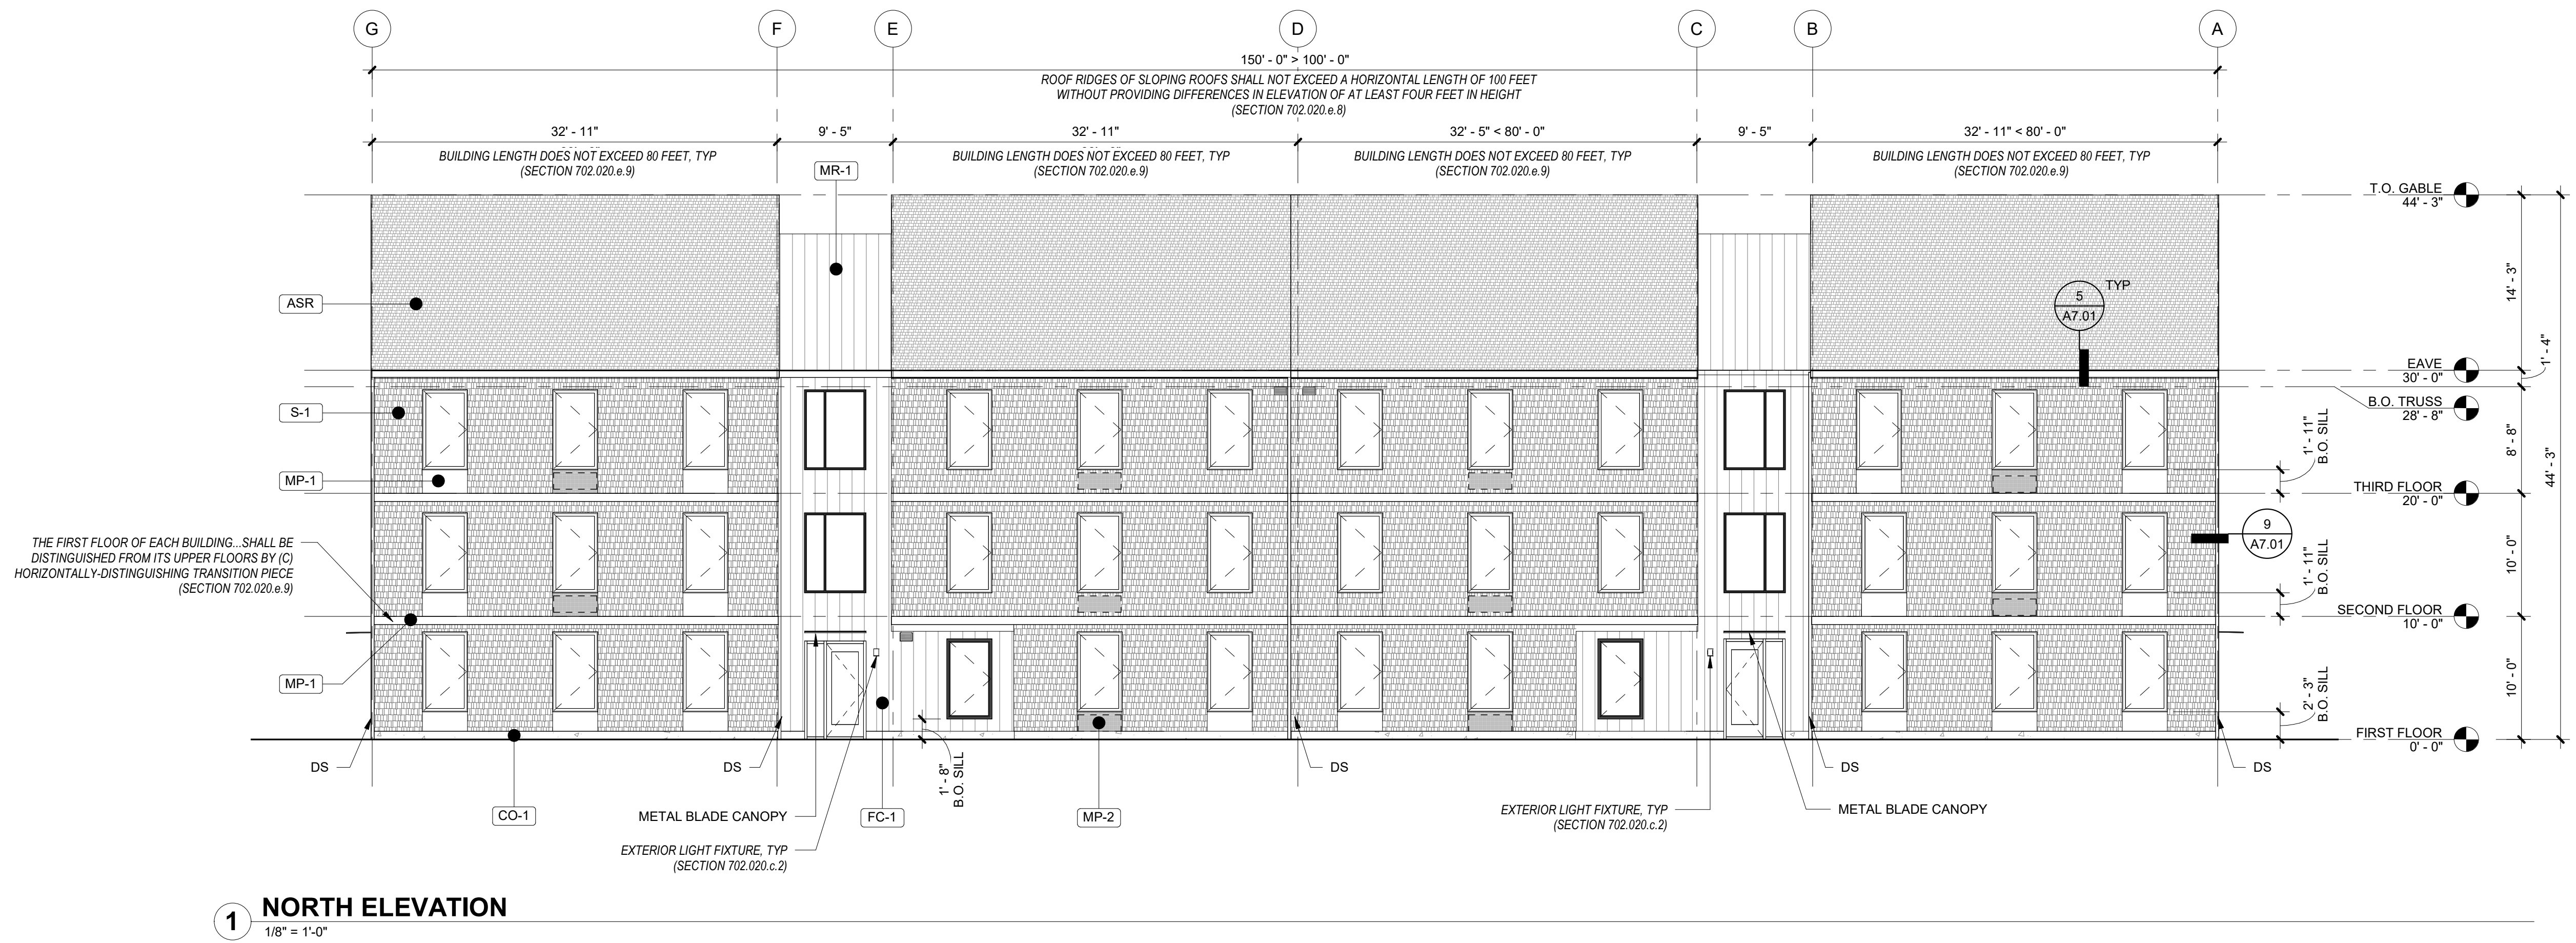 G F E D C B A
150' - 0" > 100' - 0"
ROOF RIDGES OF SLOPING ROOFS SHALL NOT EXCEED A HORIZONTAL LENGTH OF 100 FEET
WITHOUT PROVIDING DIFFERENCES IN ELEVATION OF AT LEAST FOUR FEET IN HEIGHT
(SECTION 702.020.e.8)
32' - 11"
9' - 5"
32' - 11"
32' - 5" < 80' - 0"
9' - 5"
32' - 11" < 80' - 0"
BUILDING LENGTH DOES NOT EXCEED 80 FEET, TYP
(SECTION 702.020.e.9)
BUILDING LENGTH DOES NOT EXCEED 80 FEET, TYP
(SECTION 702.020.e.9)
BUILDING LENGTH DOES NOT EXCEED 80 FEET, TYP
(SECTION 702.020.e.9)
BUILDING LENGTH DOES NOT EXCEED 80 FEET, TYP
(SECTION 702.020.e.9)
MR-1
T.O. GABLE
44' - 3"
ASR
5
A7.01
TYP
14' - 3"
1' - 4"
EAVE
30' - 0"
B.O. TRUSS
28' - 8"
S-1
MP-1
1' - 11"
B.O. SILL
8' - 8"
44' - 3"
THIRD FLOOR
20' - 0"
9
A7.01
THE FIRST FLOOR OF EACH BUILDING...SHALL BE
DISTINGUISHED FROM ITS UPPER FLOORS BY (C)
HORIZONTALLY-DISTINGUISHING TRANSITION PIECE
(SECTION 702.020.e.9)
1' - 11"
B.O. SILL
10' - 0"
SECOND FLOOR
10' - 0"
MP-1
2' - 3"
B.O. SILL
10' - 0"
FIRST FLOOR
0' - 0"
DS
DS
1' - 8"
B.O. SILL
DS
DS
DS
CO-1
METAL BLADE CANOPY
FC-1
MP-2
EXTERIOR LIGHT FIXTURE, TYP
(SECTION 702.020.c.2)
METAL BLADE CANOPY
EXTERIOR LIGHT FIXTURE, TYP
(SECTION 702.020.c.2)
1
NORTH ELEVATION
1/8" = 1'-0"